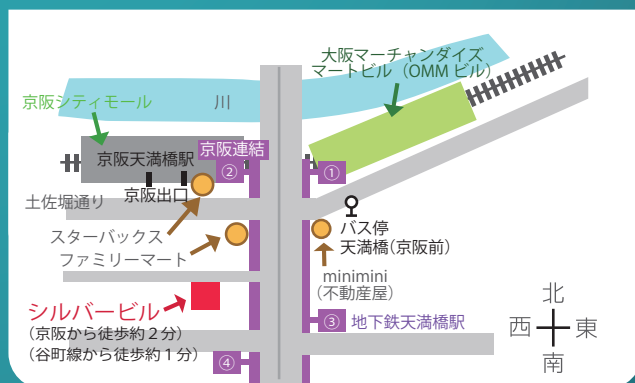 大阪マーチャンダイズ
マートビル（OMM ビル）
京阪シティモール
川
京阪連結
京阪天満橋駅
②
①
京阪出口
土佐堀通り
バス停
天満橋(京阪前)
スターバックス
ファミリーマート
minimini
（不動産屋）
シルバービル
（京阪から徒歩約２分）
（谷町線から徒歩約１分）
③
地下鉄天満橋駅
④
北
西
東
南